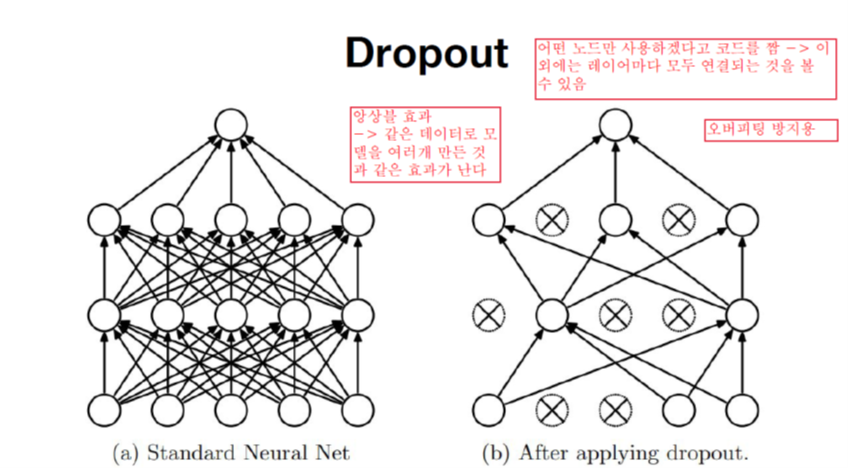 Dropout
어떤 노드만 사용하겠다고 코드를 짬 -> 이
외에는 레이어마다 모두 연결되는 것을 볼
수 있음
앙상블 효과
-> 같은 데이터로 모
델을 여러개 만든 것
과 같은 효과가 난다
오버피팅 방지용
(a) Standard Neural Net
(b) After applying dropout.